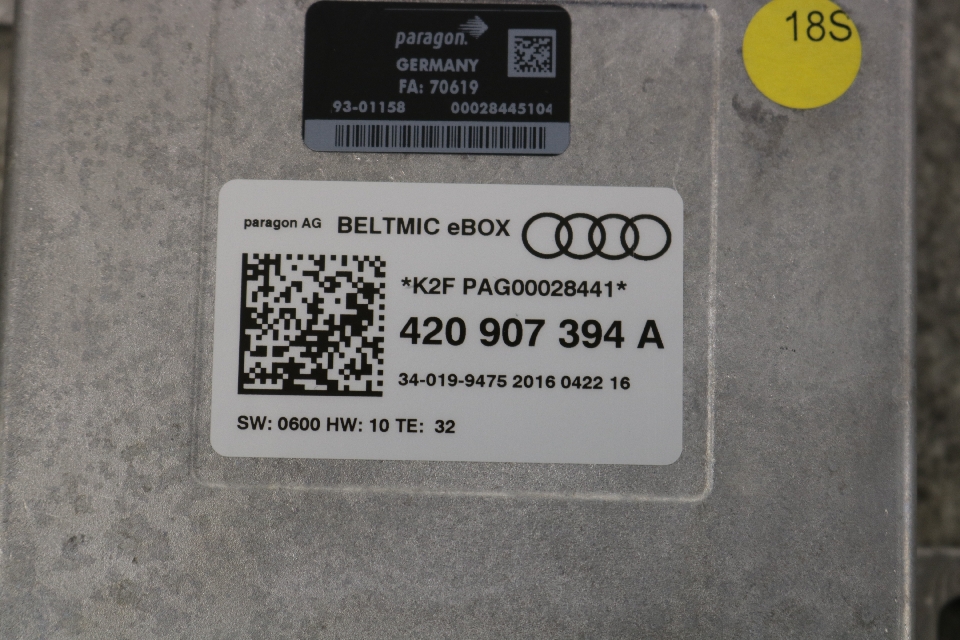 paragon.
GERMANY
FA: 70619
93-01158 00028445104
18S
paragon AG BELTMIC eBOX
*K2F PAG00028441*
420 907 394 A
34-019-9475 2016 0422 16
SW: 0600 HW: 10 TE: 32